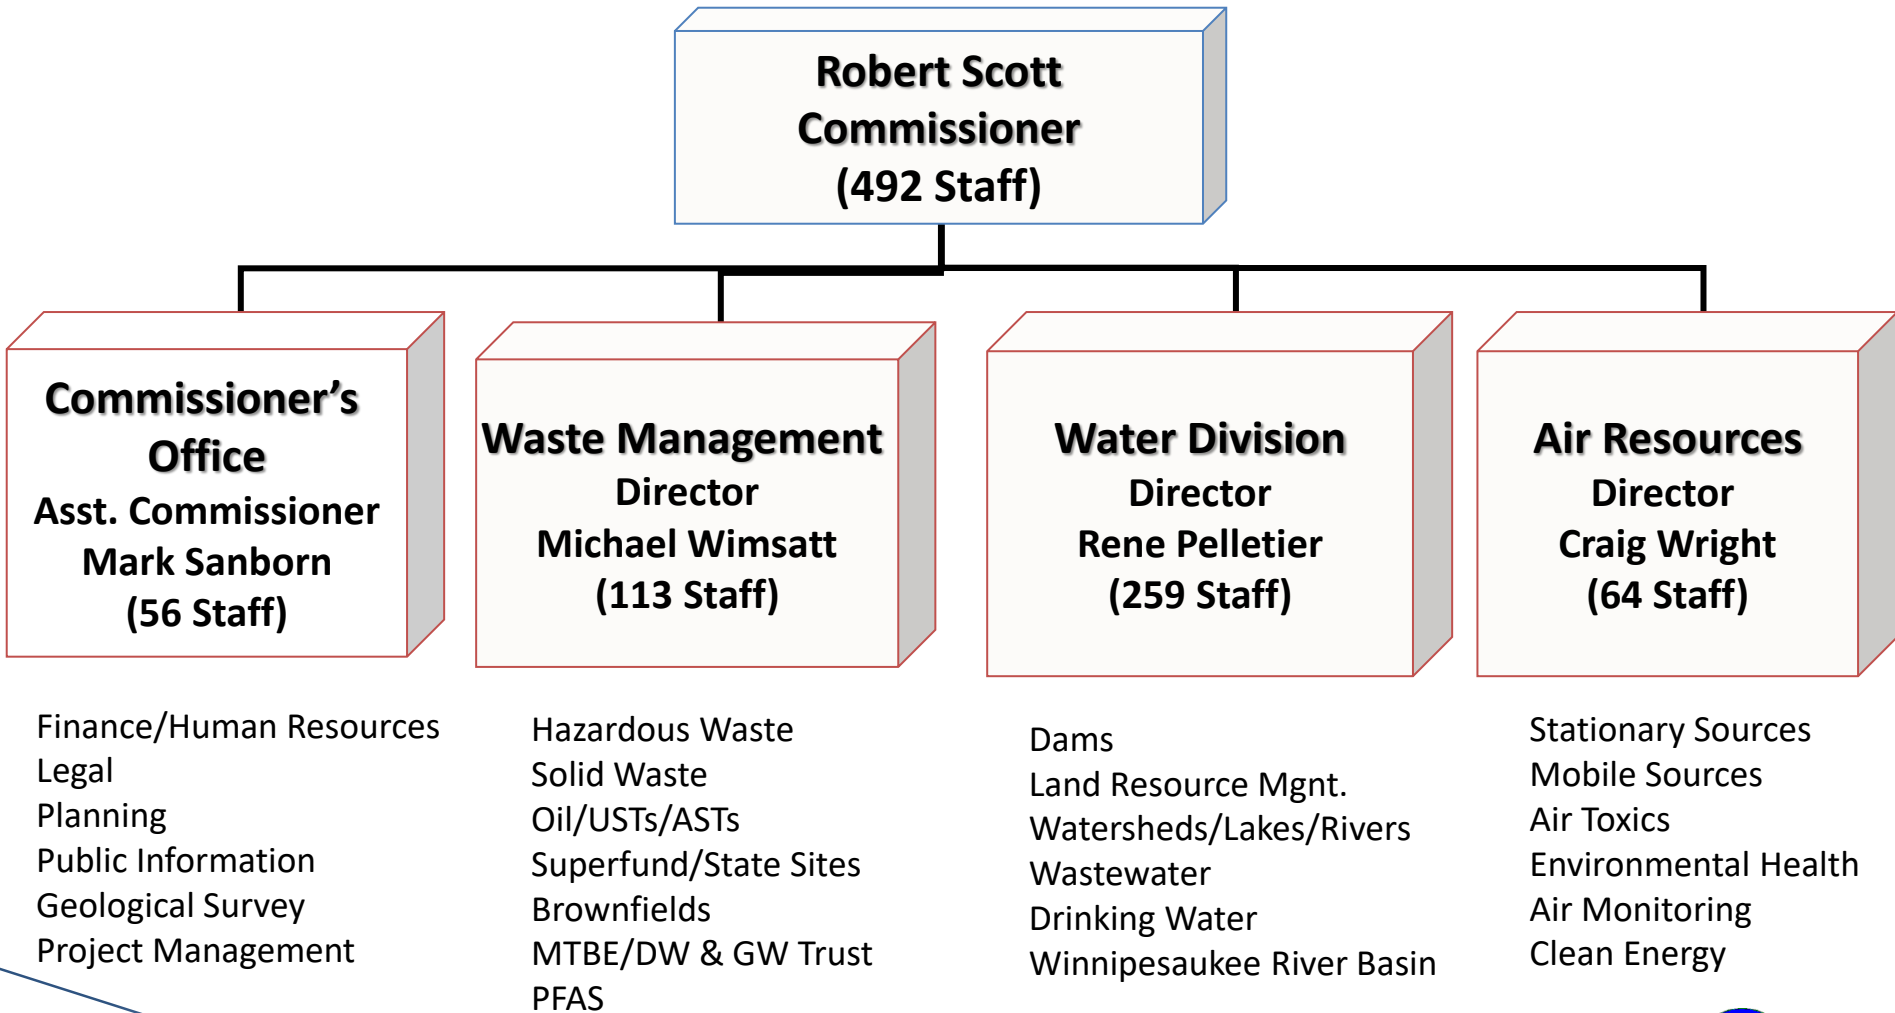 Robert Scott
Commissioner
(492 Staff)
Commissioner’s
Office
Asst. Commissioner
Mark Sanborn
(56 Staff)
Waste Management
Director
Michael Wimsatt
(113 Staff)
Water Division
Director
Rene Pelletier
(259 Staff)
Air Resources
Director
Craig Wright
(64 Staff)
Finance/Human Resources
Legal
Planning
Public Information
Geological Survey
Project Management
Hazardous Waste
Solid Waste
Oil/USTs/ASTs
Superfund/State Sites
Brownfields
MTBE/DW & GW Trust
PFAS
Dams
Land Resource Mgnt.
Watersheds/Lakes/Rivers
Wastewater
Drinking Water
Winnipesaukee River Basin
Stationary Sources
Mobile Sources
Air Toxics
Environmental Health
Air Monitoring
Clean Energy